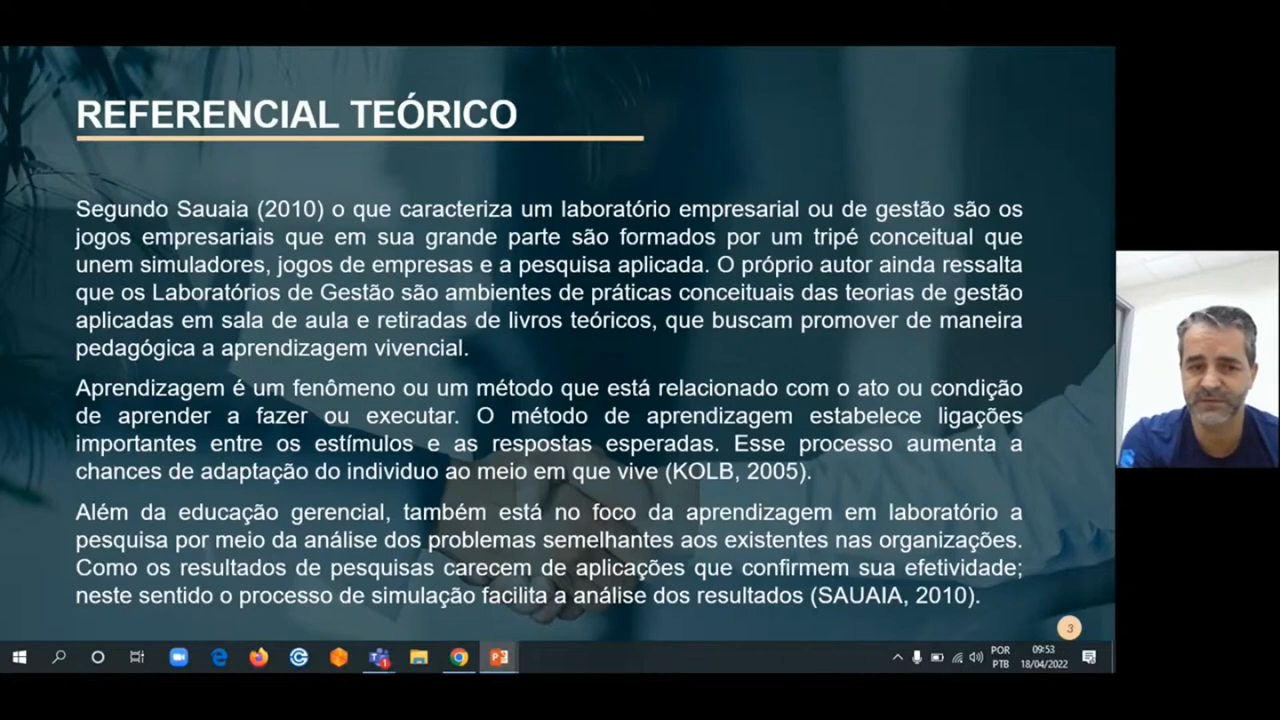 REFERENCIAL TEÓRICO
Segundo Sauaia (2010) o que caracteriza um laboratório empresarial ou de gestão são os
jogos empresariais que em sua grande parte são formados por um tripé conceitual que
unem simuladores, jogos de empresas e a pesquisa aplicada. O próprio autor ainda ressalta
que os Laboratórios de Gestão são ambientes de práticas conceituais das teorias de gestão
aplicadas em sala de aula e retiradas de livros teóricos, que buscam promover de maneira
pedagógica a aprendizagem vivencial.
Aprendizagem é um fenômeno ou um método que está relacionado com o ato ou condição
de aprender a fazer ou executar. O método de aprendizagem estabelece ligações
importantes entre os estímulos e as respostas esperadas. Esse processo aumenta a
chances de adaptação do individuo ao meio em que vive (KOLB, 2005).
Além da educação gerencial, também está no foco da aprendizagem em laboratório a
pesquisa por meio da análise dos problemas semelhantes aos existentes nas organizações.
Como os resultados de pesquisas carecem de aplicações que confirmem sua efetividade;
neste sentido o processo de simulação facilita a análise dos resultados (SAUAIA, 2010).
3
POR
PTB
09:53
18/04/2022